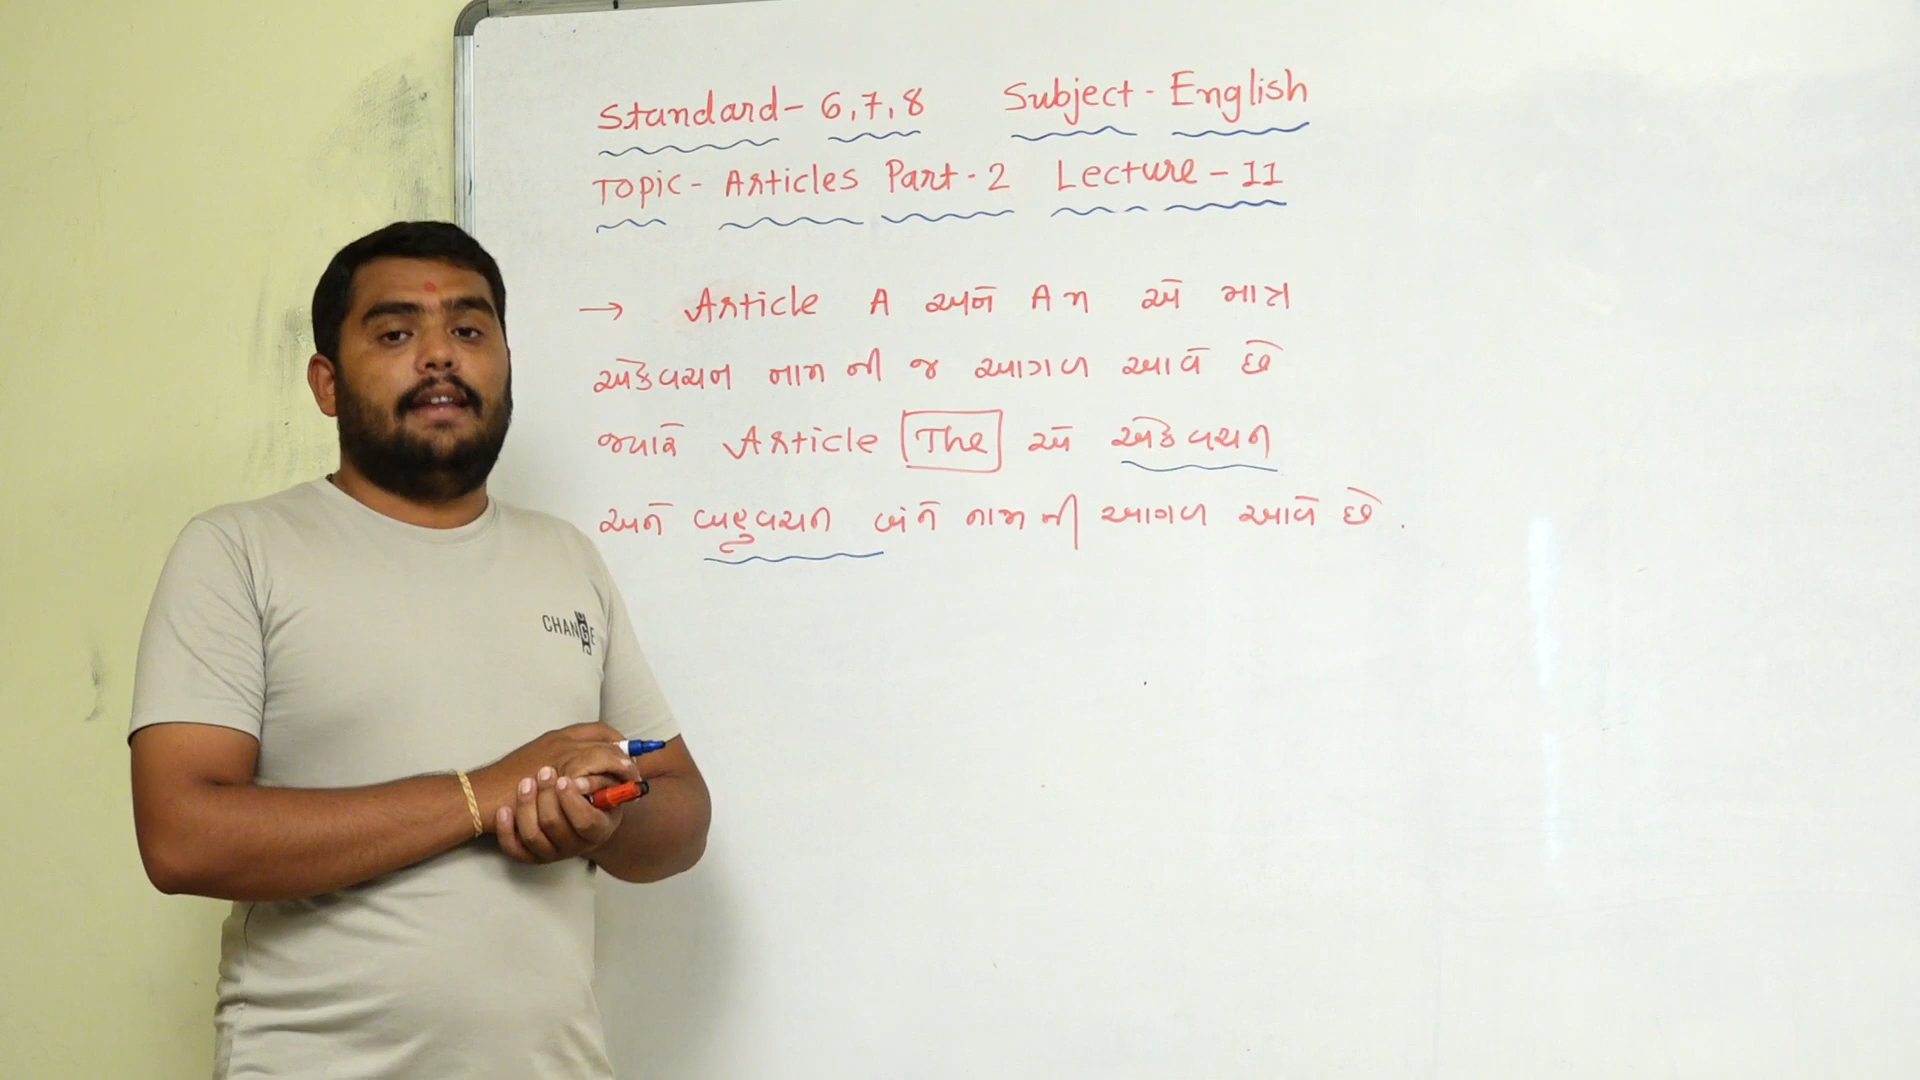 Standard - 6,7,8 Subject - English
Topic - Articles Part - 2 Lecture - 11
→ Article A અને An એ માત્ર
એકવચન નામ ની જ આગળ આવે છે
જ્યારે Article The એ એકવચન
અને બહુવચન બંને નામ ની આગળ આવે છે.
CHANGE